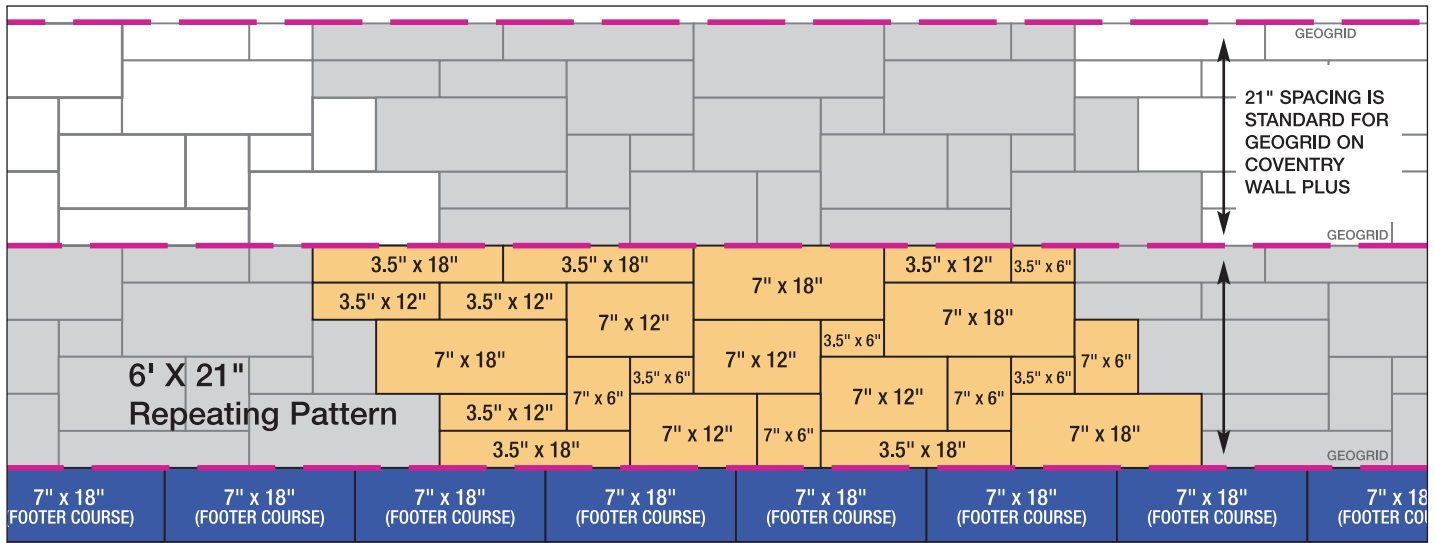 GEOGRID
21" SPACING IS
STANDARD FOR
GEOGRID ON
COVENTRY
WALL PLUS
GEOGRID
3.5" x 18"
3.5" x 18"
7" x 18"
3.5" x 12"
3.5" x 6"
3.5" x 12"
3.5" x 12"
7" x 12"
7" x 18"
7" x 18"
7" x 12"
3.5" x 6"
7" x 6"
6' X 21"
Repeating Pattern
7" x 6"
3.5" x 6"
7" x 12"
7" x 6"
3.5" x 6"
3.5" x 12"
7" x 12"
7" x 6"
7" x 18"
3.5" x 18"
3.5" x 18"
GEOGRID
7" x 18"
(FOOTER COURSE)
7" x 18"
(FOOTER COURSE)
7" x 18"
(FOOTER COURSE)
7" x 18"
(FOOTER COURSE)
7" x 18"
(FOOTER COURSE)
7" x 18"
(FOOTER COURSE)
7" x 18"
(FOOTER COURSE)
7" x 18
(FOOTER COU